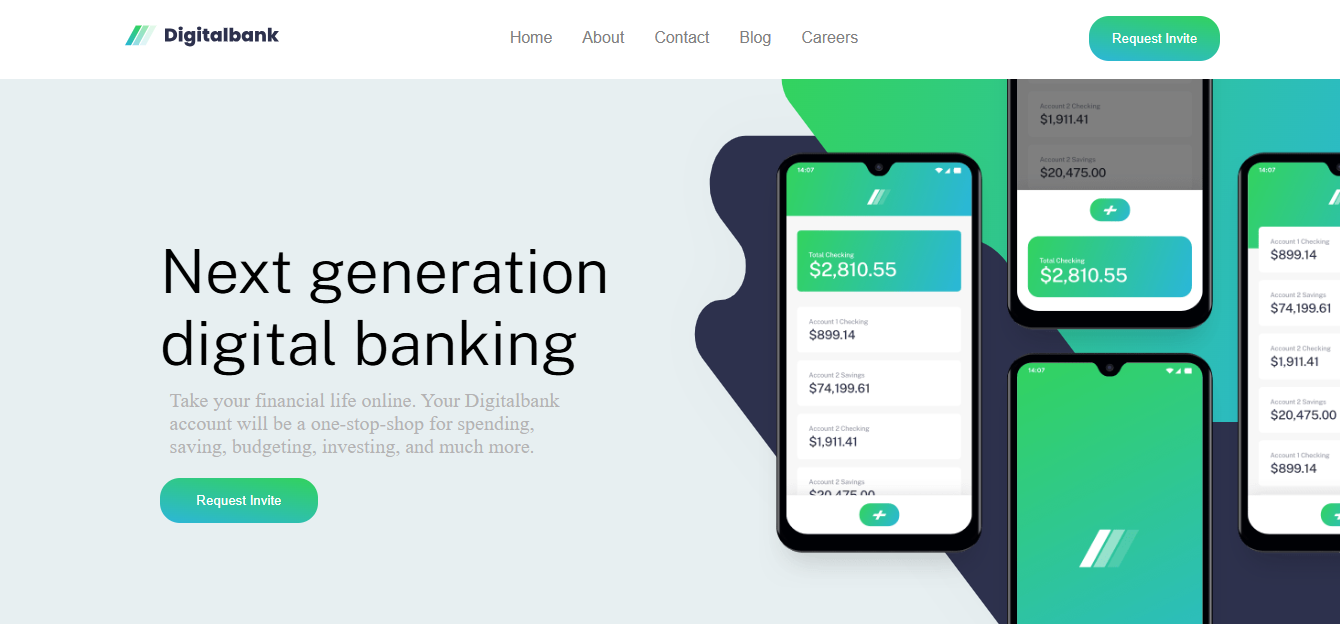 Digitalbank
Home
About
Contact
Blog
Careers
Request Invite
Next generation
digital banking
Take your financial life online. Your Digitalbank
account will be a one-stop-shop for spending,
saving, budgeting, investing, and much more.
Request Invite
14:07
Total Checking
$2,810.55
Account 1 Checking
$899.14
Account 2 Savings
$74,199.61
Account 2 Checking
$1,911.41
Account 2 Savings
$20,475.00
Account 2 Checking
$1,911.41
Account 2 Savings
$20,475.00
Total Checking
$2,810.55
14:07
14:07
Account 1 Checking
$899.14
Account 2 Savings
$74,199.61
Account 2 Checking
$1,911.41
Account 2 Savings
$20,475.00
Account 1 Checking
$899.14